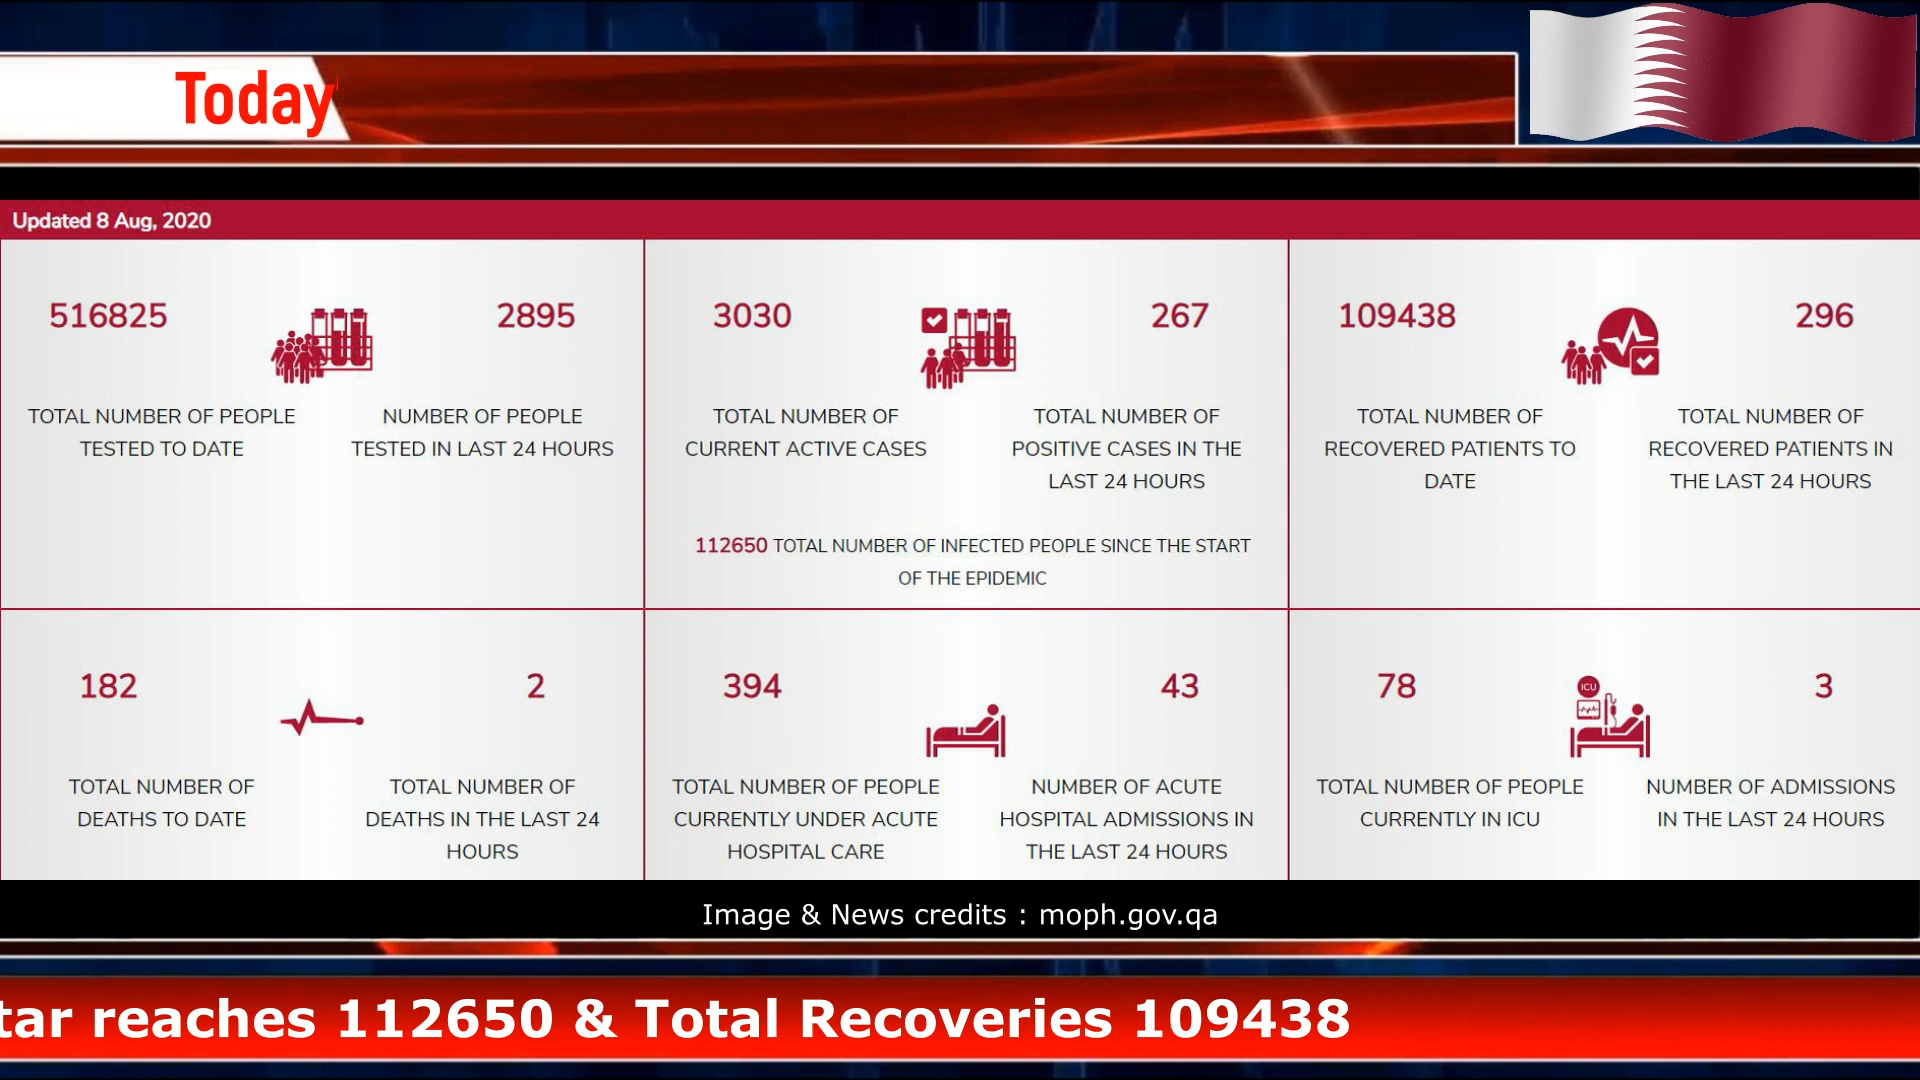 Today
Updated 8 Aug, 2020
516825
2895
TOTAL NUMBER OF PEOPLE
TESTED TO DATE
NUMBER OF PEOPLE
TESTED IN LAST 24 HOURS
3030
267
TOTAL NUMBER OF
CURRENT ACTIVE CASES
TOTAL NUMBER OF
POSITIVE CASES IN THE
LAST 24 HOURS
112650 TOTAL NUMBER OF INFECTED PEOPLE SINCE THE START
OF THE EPIDEMIC
109438
296
TOTAL NUMBER OF
RECOVERED PATIENTS TO
DATE
TOTAL NUMBER OF
RECOVERED PATIENTS IN
THE LAST 24 HOURS
182
2
TOTAL NUMBER OF
DEATHS TO DATE
TOTAL NUMBER OF
DEATHS IN THE LAST 24
HOURS
394
43
TOTAL NUMBER OF PEOPLE
CURRENTLY UNDER ACUTE
HOSPITAL CARE
NUMBER OF ACUTE
HOSPITAL ADMISSIONS IN
THE LAST 24 HOURS
78
ICU
3
TOTAL NUMBER OF PEOPLE
CURRENTLY IN ICU
NUMBER OF ADMISSIONS
IN THE LAST 24 HOURS
Image & News credits : moph.gov.qa
tar reaches 112650 & Total Recoveries 109438